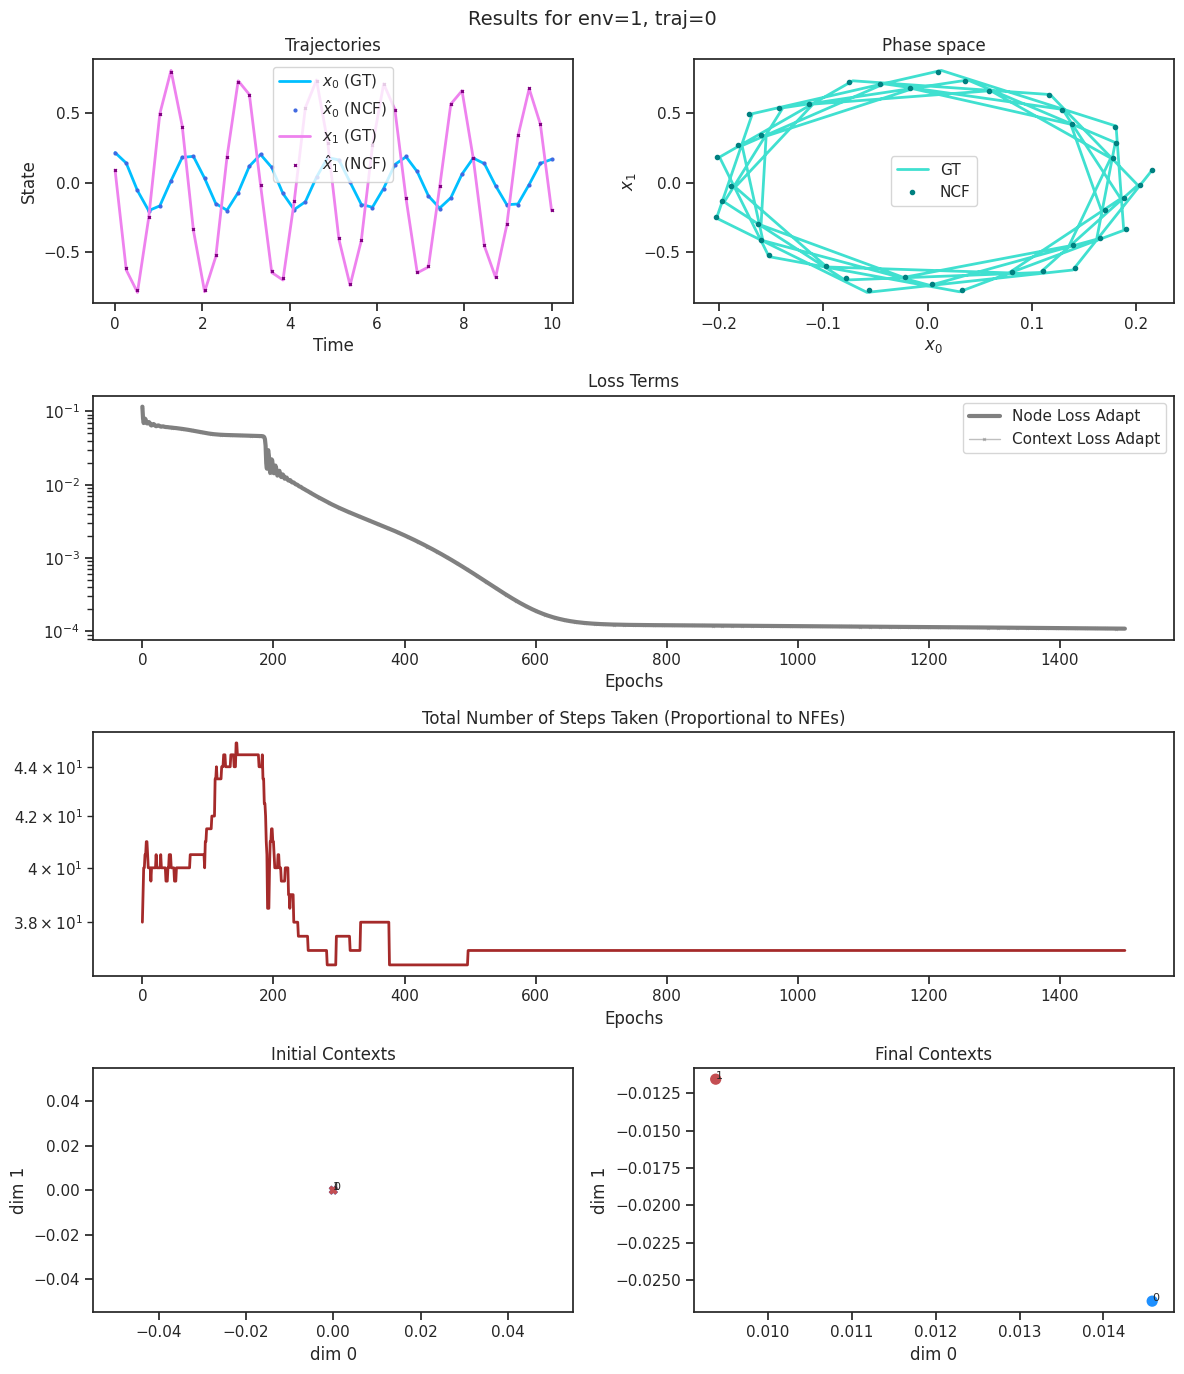 Results for env=1, traj=0
Trajectories
Phase space
0.5
0.0
−0.5
State
x₀ (GT)
x̂₀ (NCF)
x₁ (GT)
x̂₁ (NCF)
0 2 4 6 8 10
Time
0.5
0.0
−0.5
x₁
GT
NCF
−0.2 −0.1 0.0 0.1 0.2
x₀
Loss Terms
10⁻¹
10⁻²
10⁻³
10⁻⁴
Node Loss Adapt
Context Loss Adapt
0 200 400 600 800 1000 1200 1400
Epochs
Total Number of Steps Taken (Proportional to NFEs)
4.4 × 10¹
4.2 × 10¹
4 × 10¹
3.8 × 10¹
0 200 400 600 800 1000 1200 1400
Epochs
Initial Contexts
0.04
0.02
0.00
−0.02
−0.04
dim 1
−0.04 −0.02 0.00 0.02 0.04
dim 0
Final Contexts
−0.0125
−0.0150
−0.0175
−0.0200
−0.0225
−0.0250
dim 1
1
0
0.010 0.011 0.012 0.013 0.014
dim 0